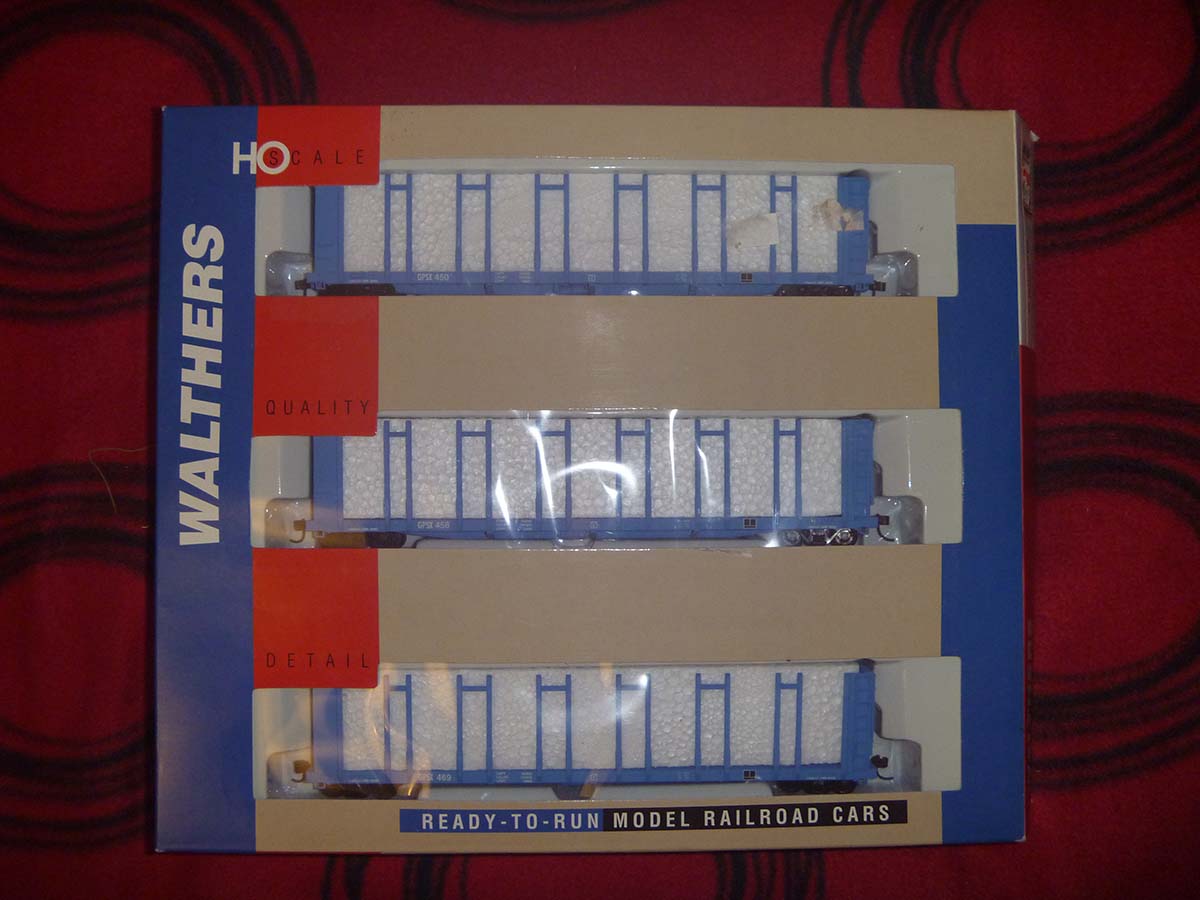 HO SCALE
WALTHERS
GPSX 450
QUALITY
GPSX 458
DETAIL
GPSX 469
READY-TO-RUN MODEL RAILROAD CARS